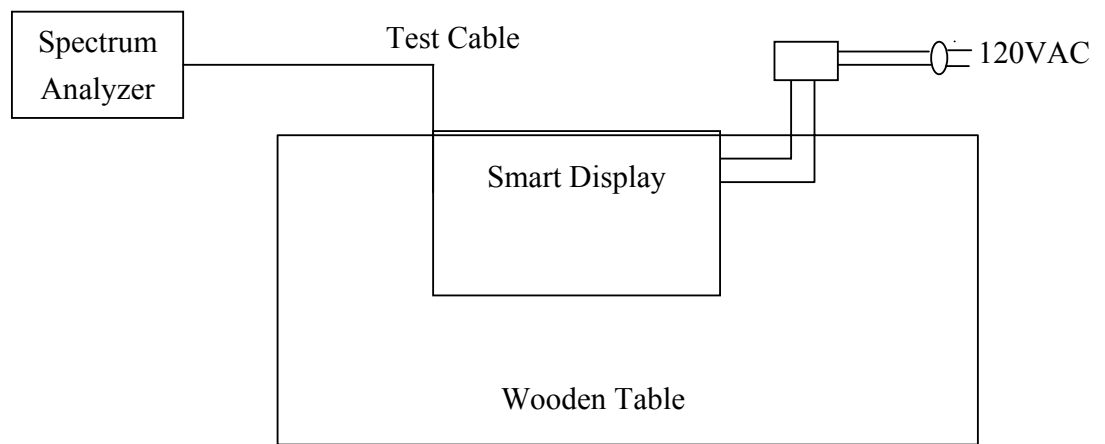 Spectrum
Analyzer
Test Cable
120VAC
Smart Display
Wooden Table